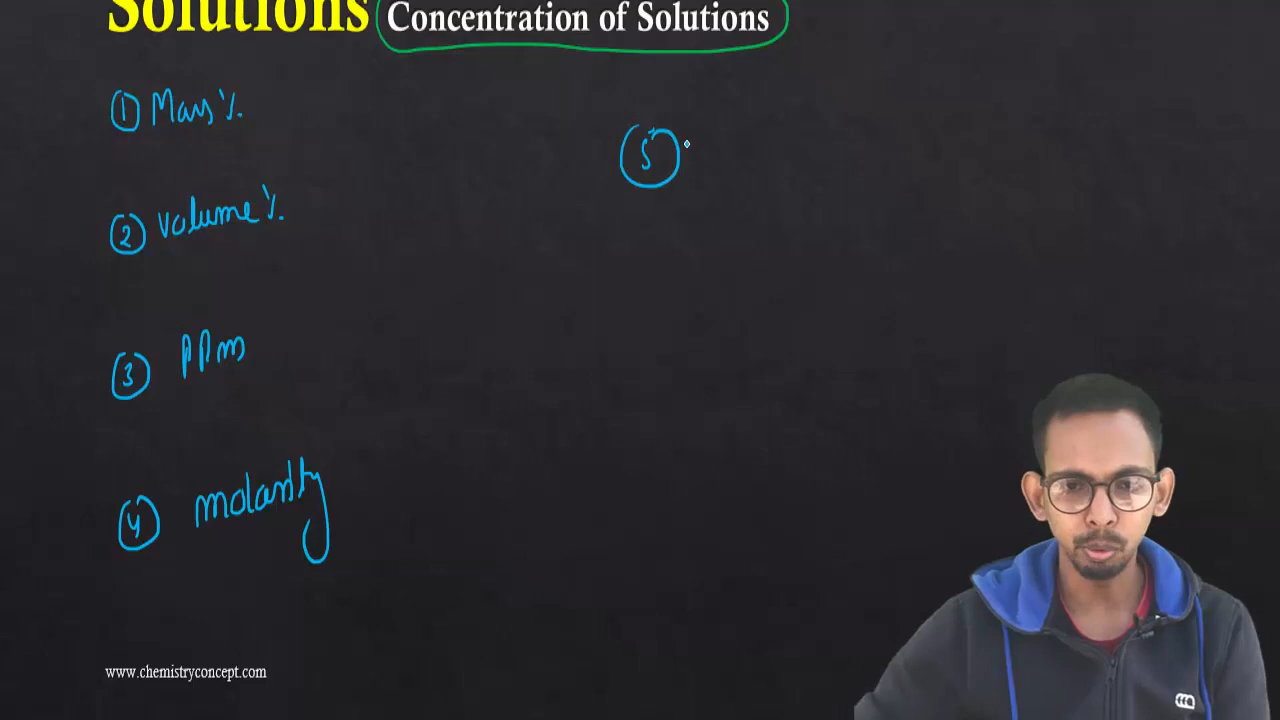 Solutions Concentration of Solutions
① Mass %
② Volume %
③ PPm
④ molarity
⑤
www.chemistryconcept.com